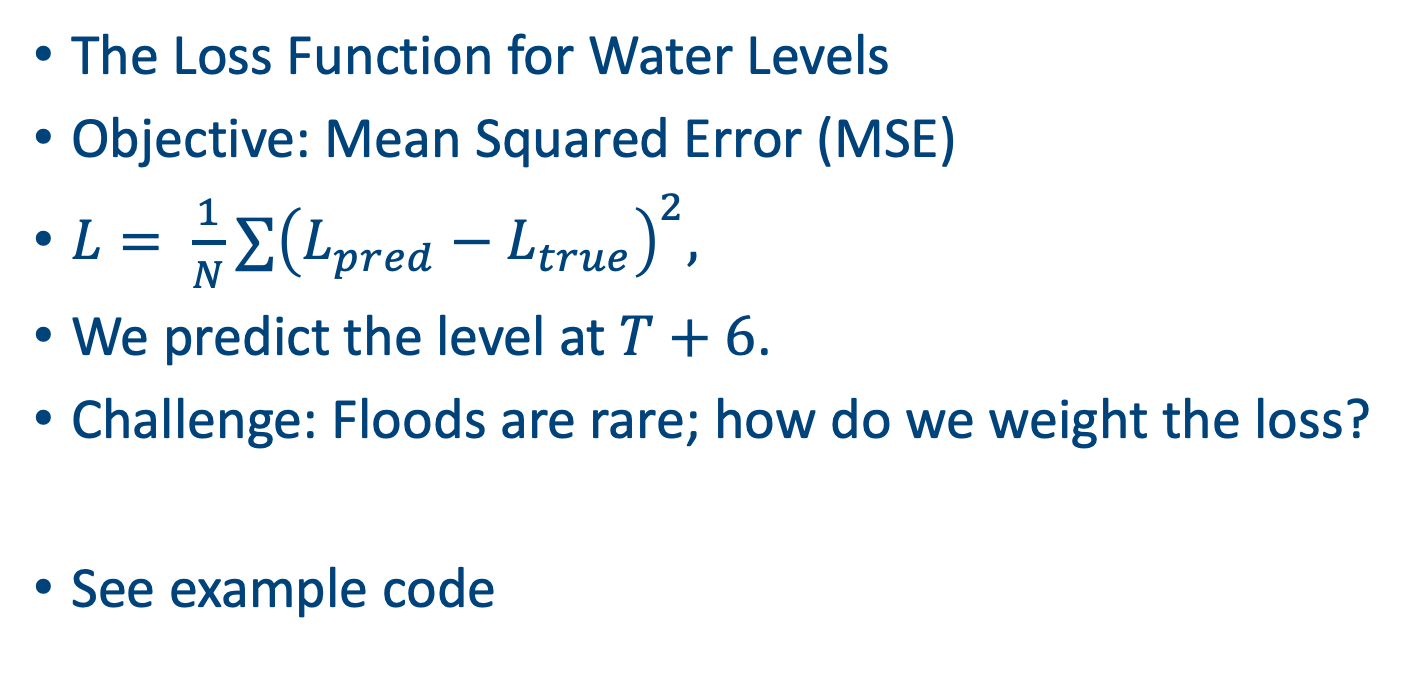 • The Loss Function for Water Levels
• Objective: Mean Squared Error (MSE)
• L = 1/N ∑(L_pred − L_true)²,
• We predict the level at T + 6.
• Challenge: Floods are rare; how do we weight the loss?
• See example code